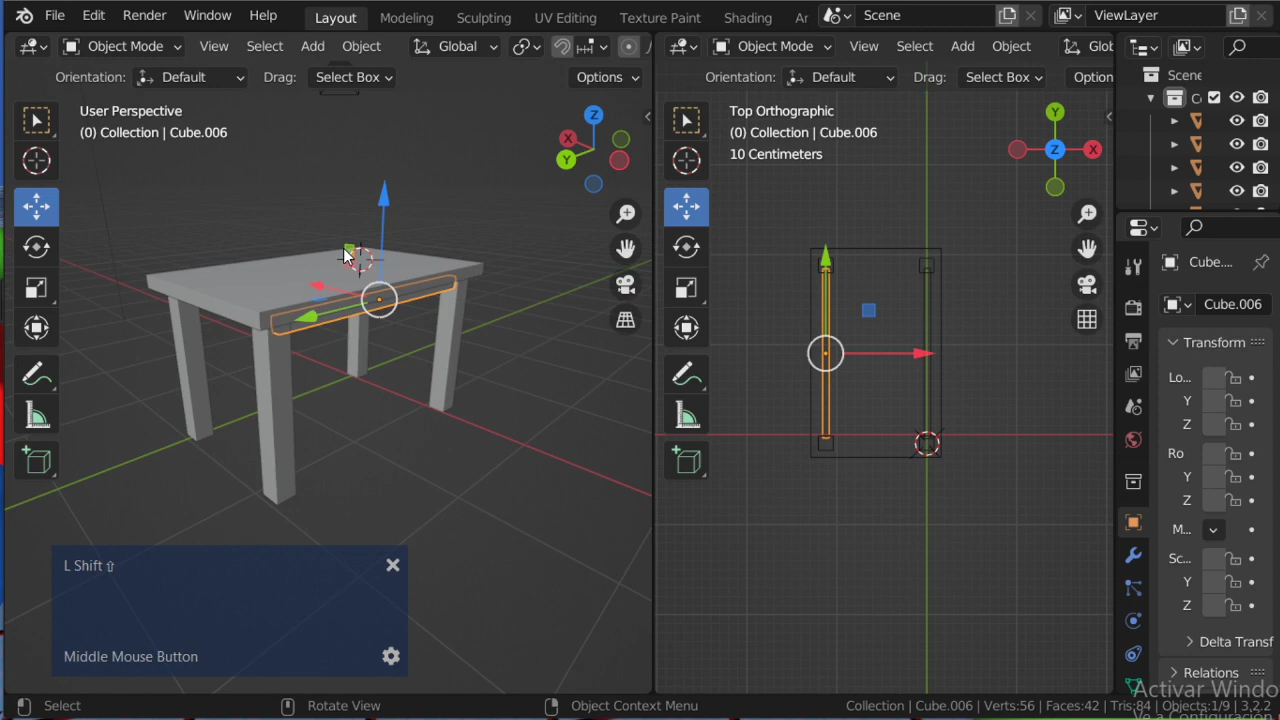 File Edit Render Window Help Layout Modeling Sculpting UV Editing Texture Paint Shading Ar Scene ViewLayer
Object Mode View Select Add Object Global
Object Mode View Select Add Object Glob
Orientation: Default Drag: Select Box Options
Orientation: Default Drag: Select Box Option
User Perspective
(0) Collection | Cube.006
Z
X
Y
Top Orthographic
(0) Collection | Cube.006
10 Centimeters
Y
Z
X
Scene
C
Cube....
Cube.006
Transform
Lo...
Y
Z
Ro
Y
Z
M...
Sc...
Y
Z
Delta Transf
Relations
L Shift ⇧
Middle Mouse Button
Select Rotate View Object Context Menu
Collection | Cube.006 | Verts:56 | Faces:42 | Tris:84 | Objects:1/9 | 3.2.2
Activar Windo
Ve a Configuración